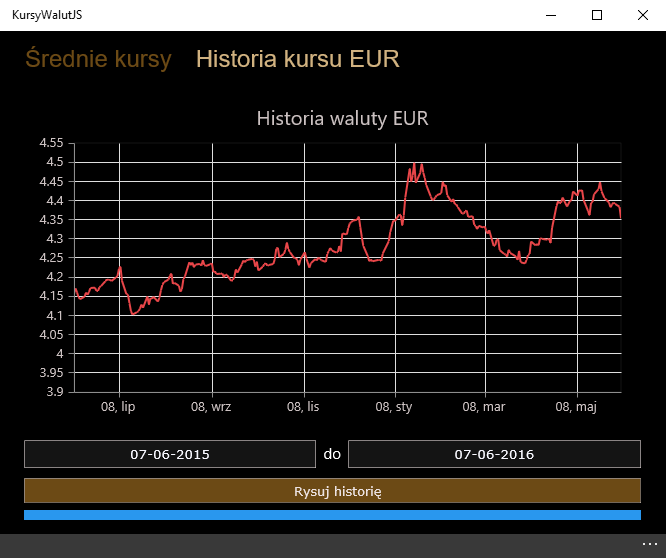 KursyWalutJS
Średnie kursy Historia kursu EUR
Historia waluty EUR
4.55
4.5
4.45
4.4
4.35
4.3
4.25
4.2
4.15
4.1
4.05
4
3.95
3.9
08, lip 08, wrz 08, lis 08, sty 08, mar 08, maj
07-06-2015 do 07-06-2016
Rysuj historię